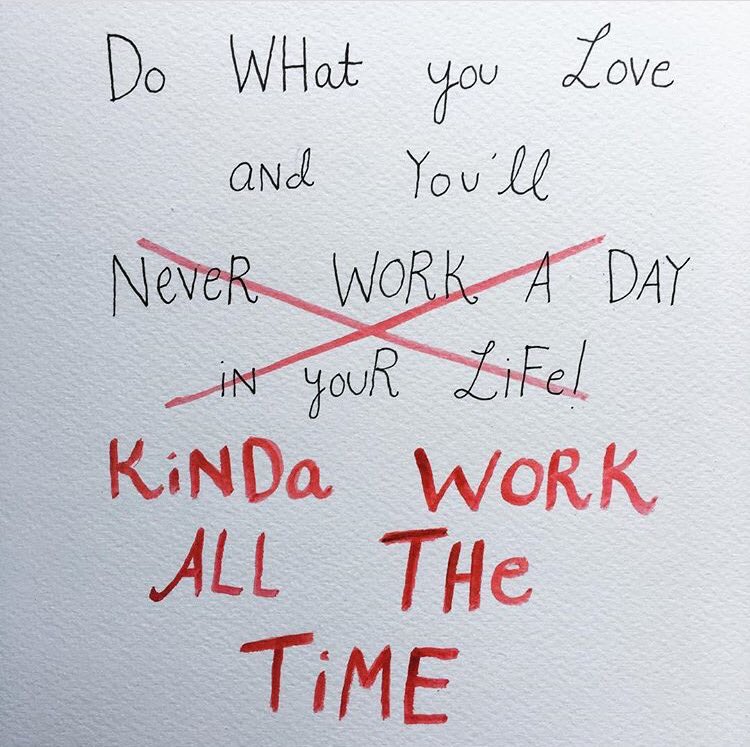 Do WHat you Love
aNd You'll
NeveR WORK A DAY
iN youR LiFe!
KiNDa WORK
ALL THe
TiME